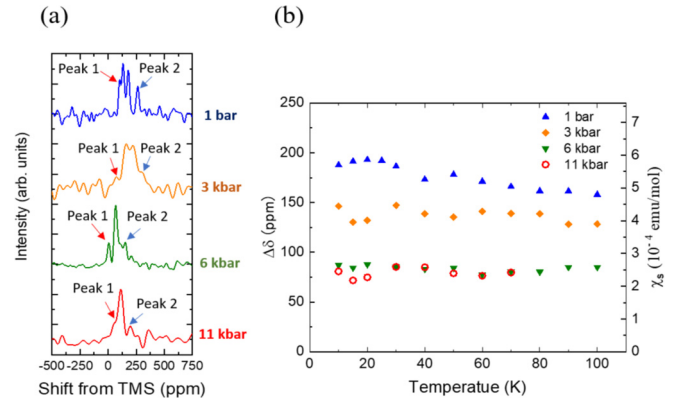 (a)
Peak 1
Peak 2
1 bar
Peak 1
Peak 2
3 kbar
Peak 1
Peak 2
6 kbar
Peak 1
Peak 2
11 kbar
Intensity (arb. units)
-500 -250 0 250 500 750
Shift from TMS (ppm)
(b)
250
200
150
100
50
0
Δδ (ppm)
1 bar
3 kbar
6 kbar
11 kbar
7
6
5
4
3
2
1
0
χs (10⁻⁴ emu/mol)
0 20 40 60 80 100
Temperatue (K)